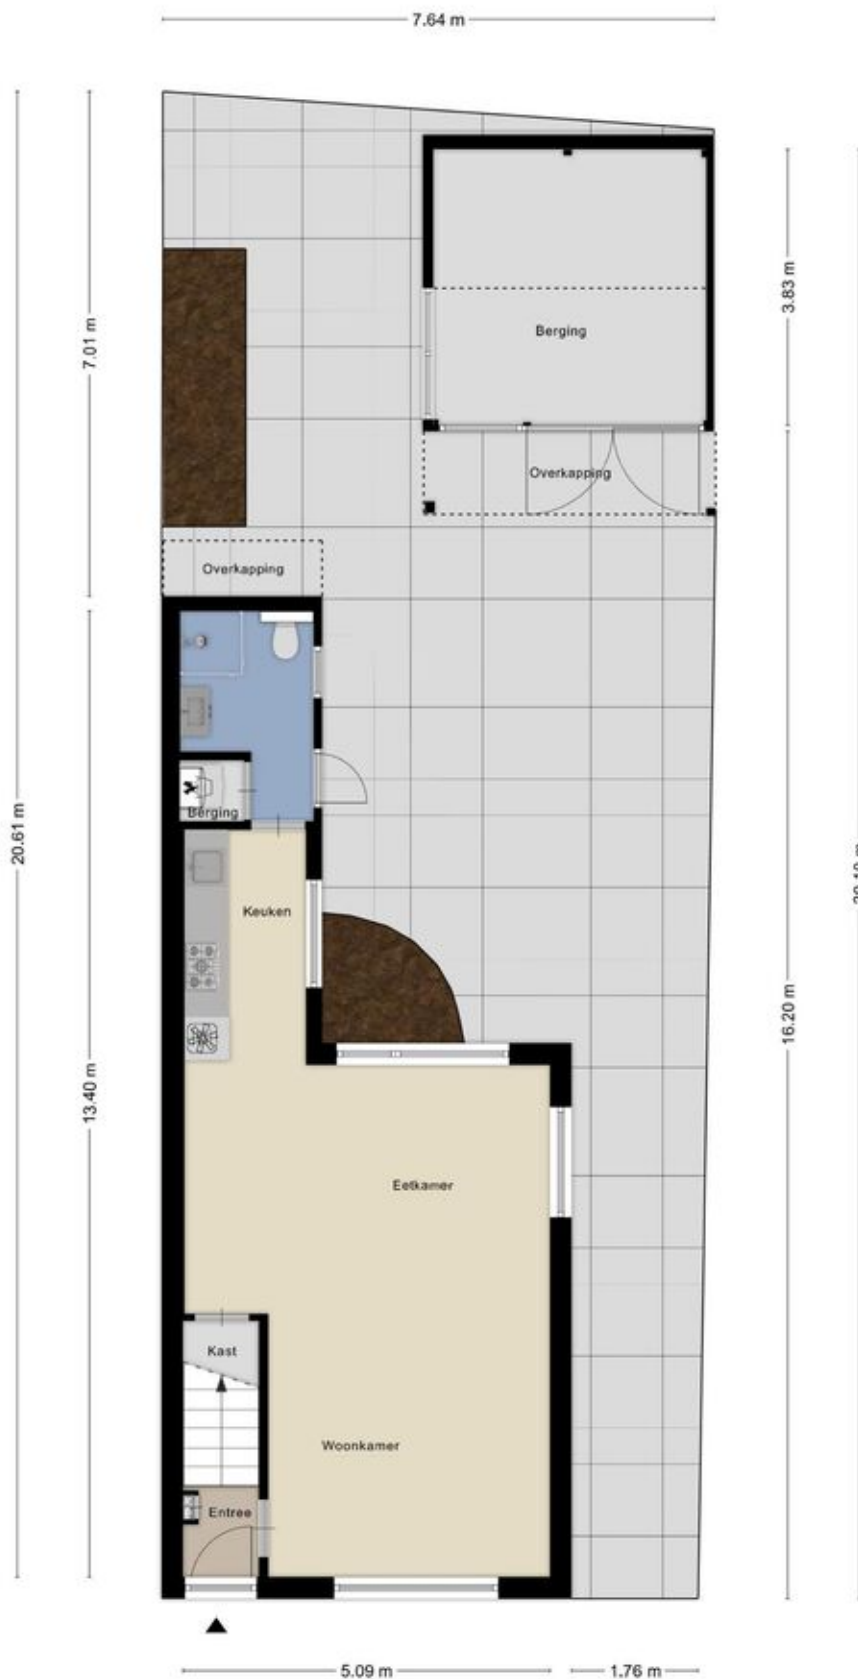 7.64 m
7.01 m
3.83 m
Berging
Overkapping
Overkapping
20.61 m
Berging
Keuken
16.20 m
13.40 m
Eetkamer
Kast
Woonkamer
Entree
5.09 m
1.76 m